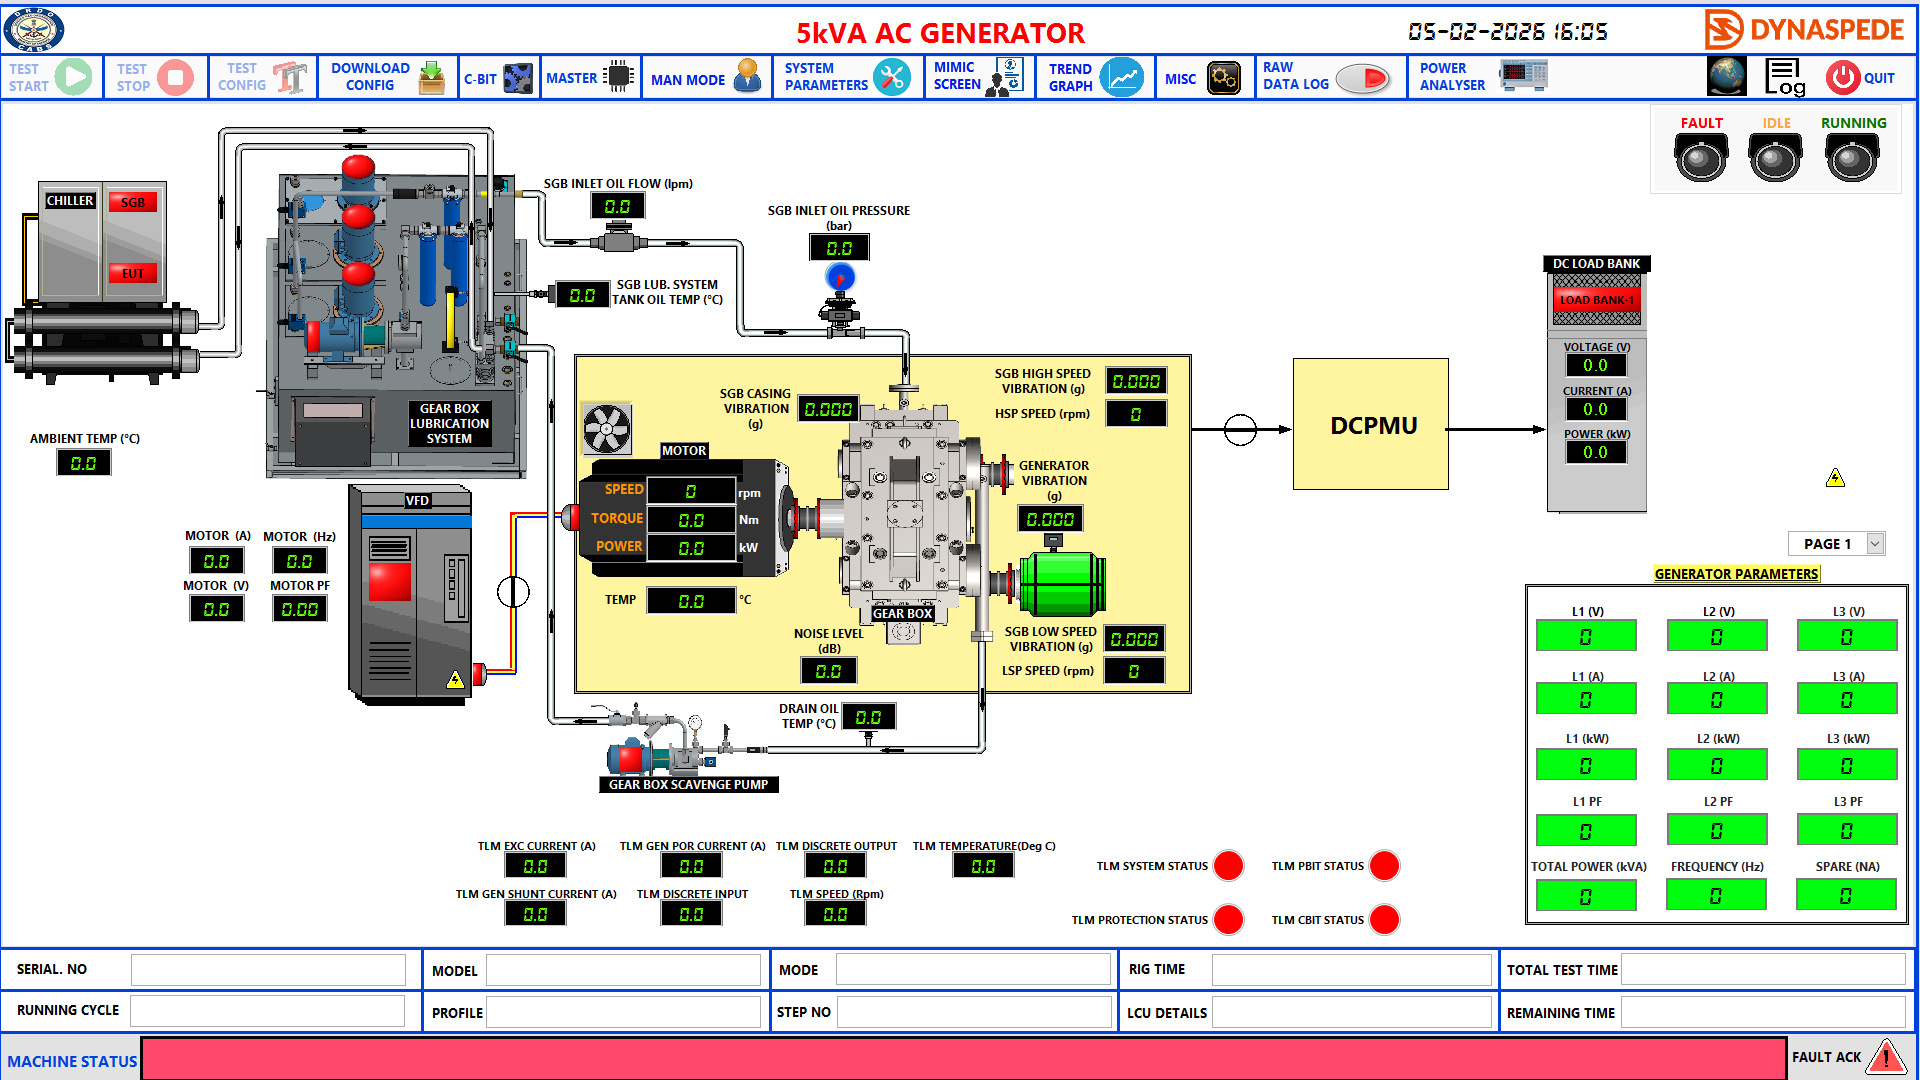 5kVA AC GENERATOR
05-02-2026 16:05
DYNASPEDE
TEST START
TEST STOP
TEST CONFIG
DOWNLOAD CONFIG
C-BIT
MASTER
MAN MODE
SYSTEM PARAMETERS
MIMIC SCREEN
TREND GRAPH
MISC
RAW DATA LOG
POWER ANALYSER
Log
QUIT
FAULT
IDLE
RUNNING
CHILLER
SGB
EUT
SGB INLET OIL FLOW (lpm)
0.0
SGB INLET OIL PRESSURE
(bar)
0.0
SGB LUB. SYSTEM
TANK OIL TEMP (°C)
0.0
DC LOAD BANK
LOAD BANK-1
VOLTAGE (V)
0.0
CURRENT (A)
0.0
POWER (kW)
0.0
GEAR BOX
LUBRICATION
SYSTEM
AMBIENT TEMP (°C)
0.0
SGB CASING
VIBRATION
(g)
0.000
SGB HIGH SPEED
VIBRATION (g)
0.000
HSP SPEED (rpm)
0
DCPMU
MOTOR
SPEED 0 rpm
TORQUE 0.0 Nm
POWER 0.0 kW
TEMP 0.0 °C
GENERATOR
VIBRATION
(g)
0.000
GEAR BOX
NOISE LEVEL
(dB)
0.0
SGB LOW SPEED
VIBRATION (g)
0.000
LSP SPEED (rpm)
0
VFD
MOTOR (A) MOTOR (Hz)
0.0 0.0
MOTOR (V) MOTOR PF
0.0 0.00
DRAIN OIL
TEMP (°C)
0.0
GEAR BOX SCAVENGE PUMP
PAGE 1
GENERATOR PARAMETERS
L1 (V) L2 (V) L3 (V)
0 0 0
L1 (A) L2 (A) L3 (A)
0 0 0
L1 (kW) L2 (kW) L3 (kW)
0 0 0
L1 PF L2 PF L3 PF
0 0 0
TOTAL POWER (kVA) FREQUENCY (Hz) SPARE (NA)
0 0 0
TLM EXC CURRENT (A) TLM GEN POR CURRENT (A) TLM DISCRETE OUTPUT TLM TEMPERATURE(Deg C)
0.0 0.0 0.0 0.0
TLM GEN SHUNT CURRENT (A) TLM DISCRETE INPUT TLM SPEED (Rpm)
0.0 0.0 0.0
TLM SYSTEM STATUS TLM PBIT STATUS
TLM PROTECTION STATUS TLM CBIT STATUS
SERIAL. NO MODEL MODE RIG TIME TOTAL TEST TIME
RUNNING CYCLE PROFILE STEP NO LCU DETAILS REMAINING TIME
MACHINE STATUS FAULT ACK